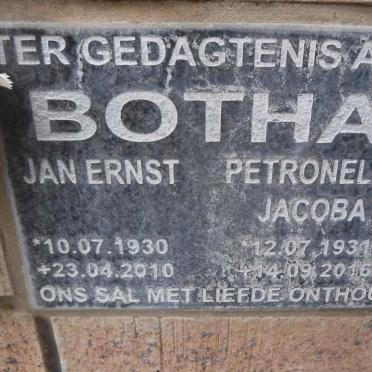 TER GEDAGTENIS A
BOTHA
JAN ERNST PETRONEL
JACOBA
*10.07.1930 *12.07.1931
+23.04.2010 +14.09.2016
ONS SAL MET LIEFDE ONTHOU